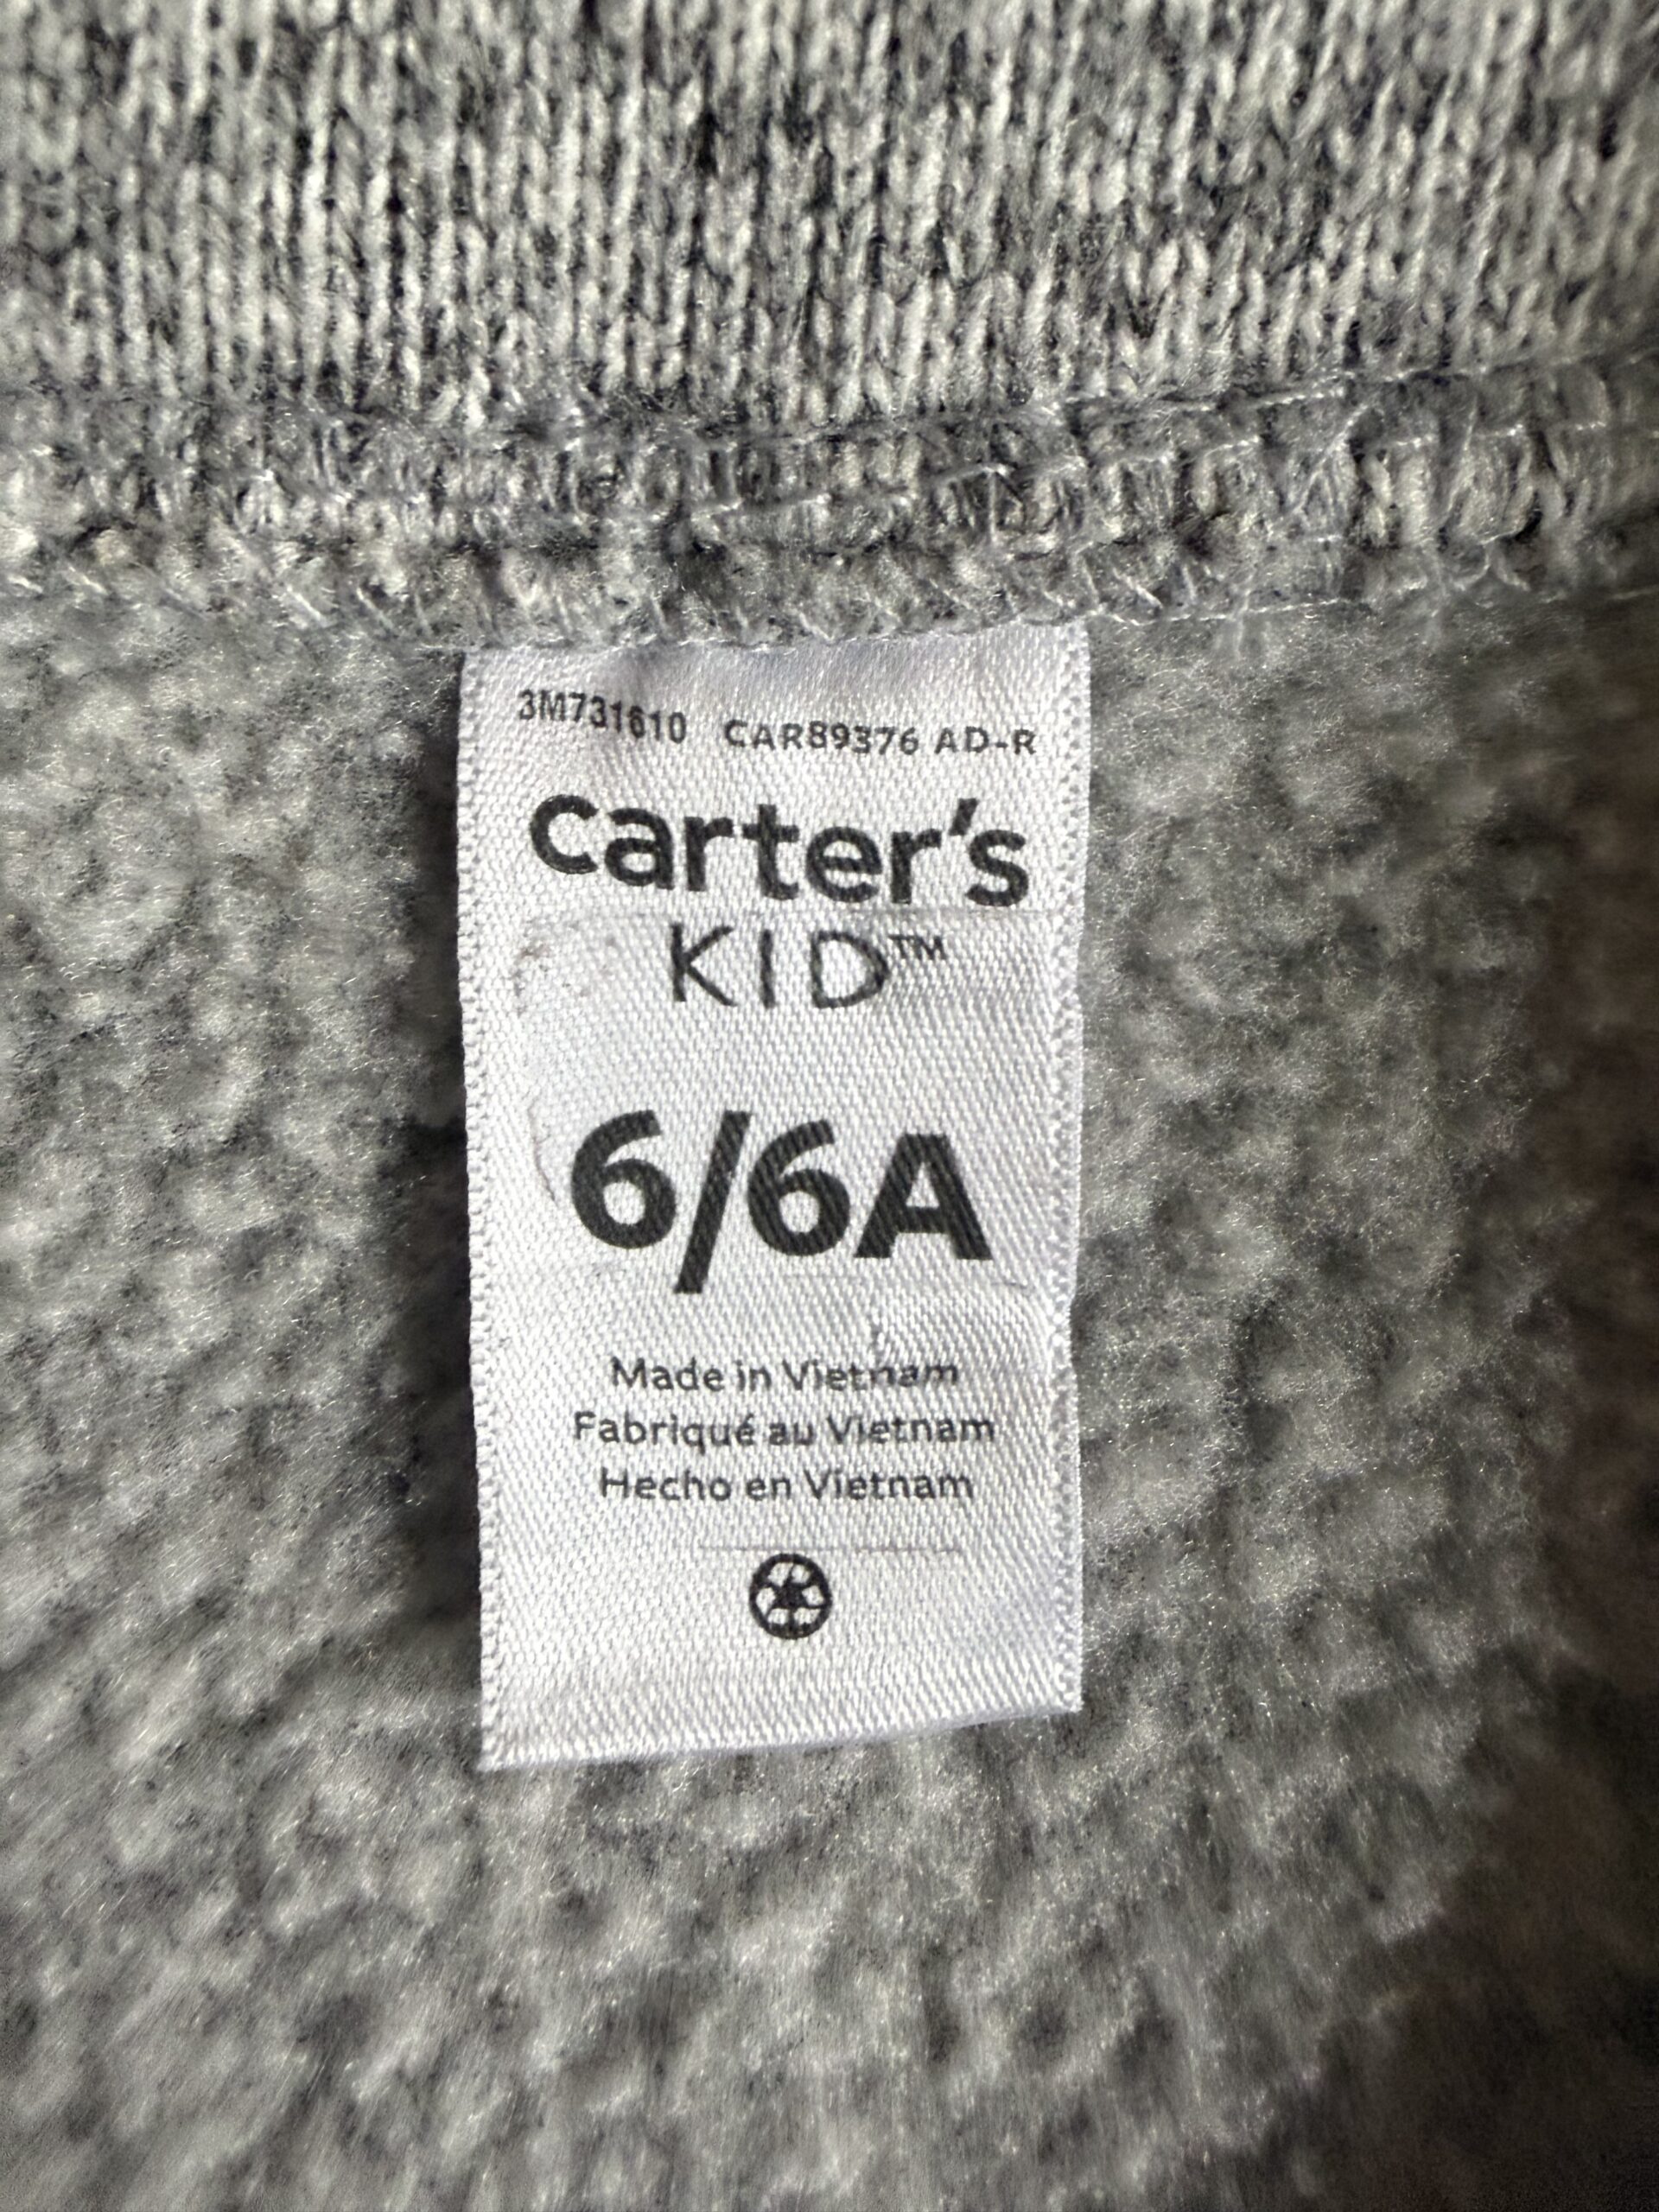 3M731610 CAR89376 AD-R
carter's
KID™
6/6A
Made in Vietnam
Fabriqué au Vietnam
Hecho en Vietnam